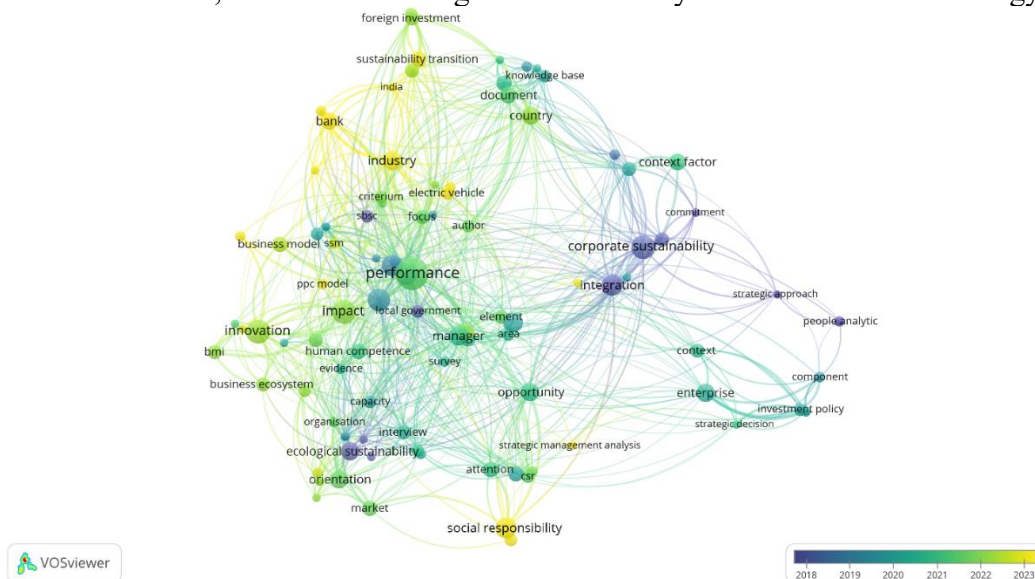 foreign investment
sustainability transition
india
knowledge base
document
country
bank
industry
context factor
criterium
electric vehicle
sbsc
focus
author
commitment
business model
ssm
corporate sustainability
performance
ppc model
integration
strategic approach
impact
local government
element
people analytic
innovation
manager
area
bmi
human competence
context
evidence
survey
component
business ecosystem
opportunity
enterprise
capacity
investment policy
organisation
strategic decision
interview
ecological sustainability
strategic management analysis
orientation
attention
csr
market
social responsibility
VOSviewer
2018 2019 2020 2021 2022 2023